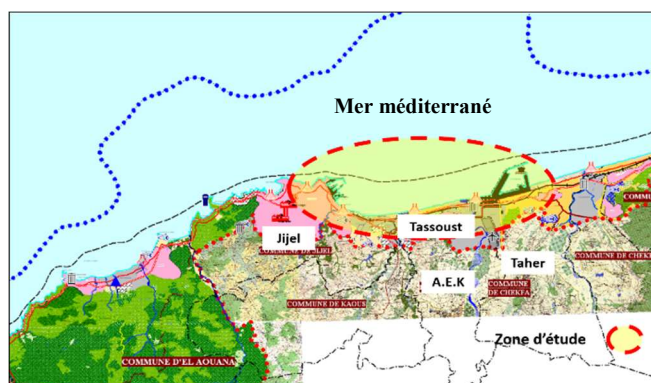 Mer méditerrané
Jijel
Tassoust
COMMUNE DE JIJEL
Taher
A.E.K
COMMUNE
DE CHEKFA
COMMUNE DE KAOUS
Zone d'étude
COMMUNE D'EL AOUANA